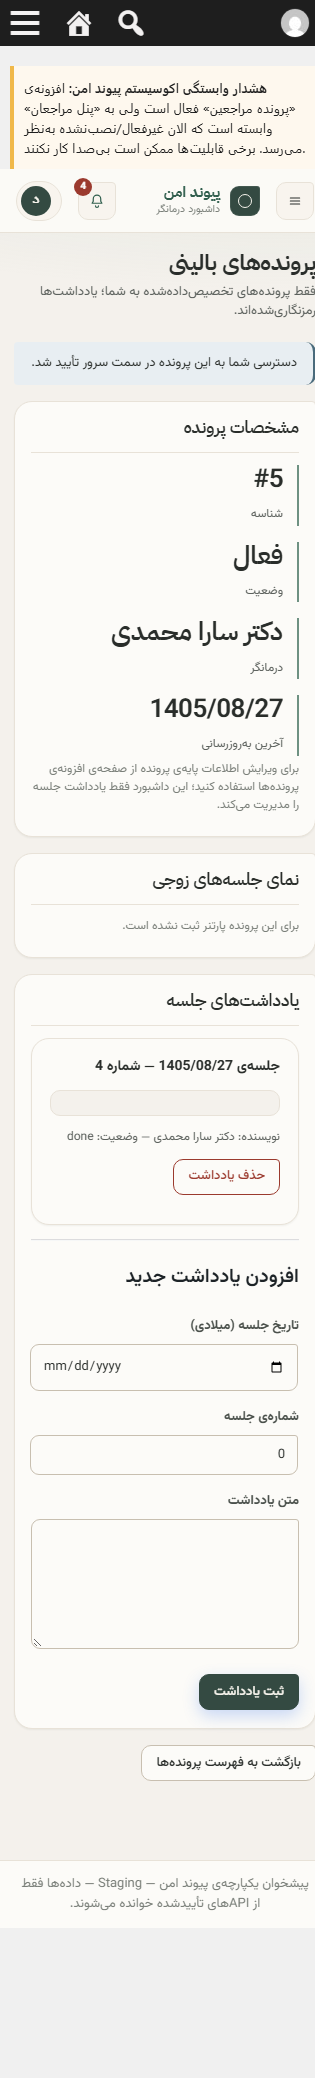 هشدار وابستگی اکوسیستم پیوند امن: افزونه‌ی
«پرونده مراجعین» فعال است ولی به «پنل مراجعان»
وابسته است که الان غیرفعال/نصب‌نشده به‌نظر
می‌رسد. برخی قابلیت‌ها ممکن است بی‌صدا کار نکنند.
پیوند امن
داشبورد درمانگر
4
د
پرونده‌های بالینی
فقط پرونده‌های تخصیص‌داده‌شده به شما؛ یادداشت‌ها
رمزنگاری‌شده‌اند.
دسترسی شما به این پرونده در سمت سرور تأیید شد.
مشخصات پرونده
#5
شناسه
فعال
وضعیت
دکتر سارا محمدی
درمانگر
1405/08/27
آخرین به‌روزرسانی
برای ویرایش اطلاعات پایه‌ی پرونده از صفحه‌ی افزونه‌ی
پرونده‌ها استفاده کنید؛ این داشبورد فقط یادداشت جلسه
را مدیریت می‌کند.
نمای جلسه‌های زوجی
برای این پرونده پارتنر ثبت نشده است.
یادداشت‌های جلسه
جلسه‌ی 1405/08/27 — شماره 4
نویسنده: دکتر سارا محمدی — وضعیت: done
حذف یادداشت
افزودن یادداشت جدید
تاریخ جلسه (میلادی)
mm/dd/yyyy
شماره‌ی جلسه
0
متن یادداشت
ثبت یادداشت
بازگشت به فهرست پرونده‌ها
پیشخوان یکپارچه‌ی پیوند امن — Staging — داده‌ها فقط
از APIهای تأییدشده خوانده می‌شوند.